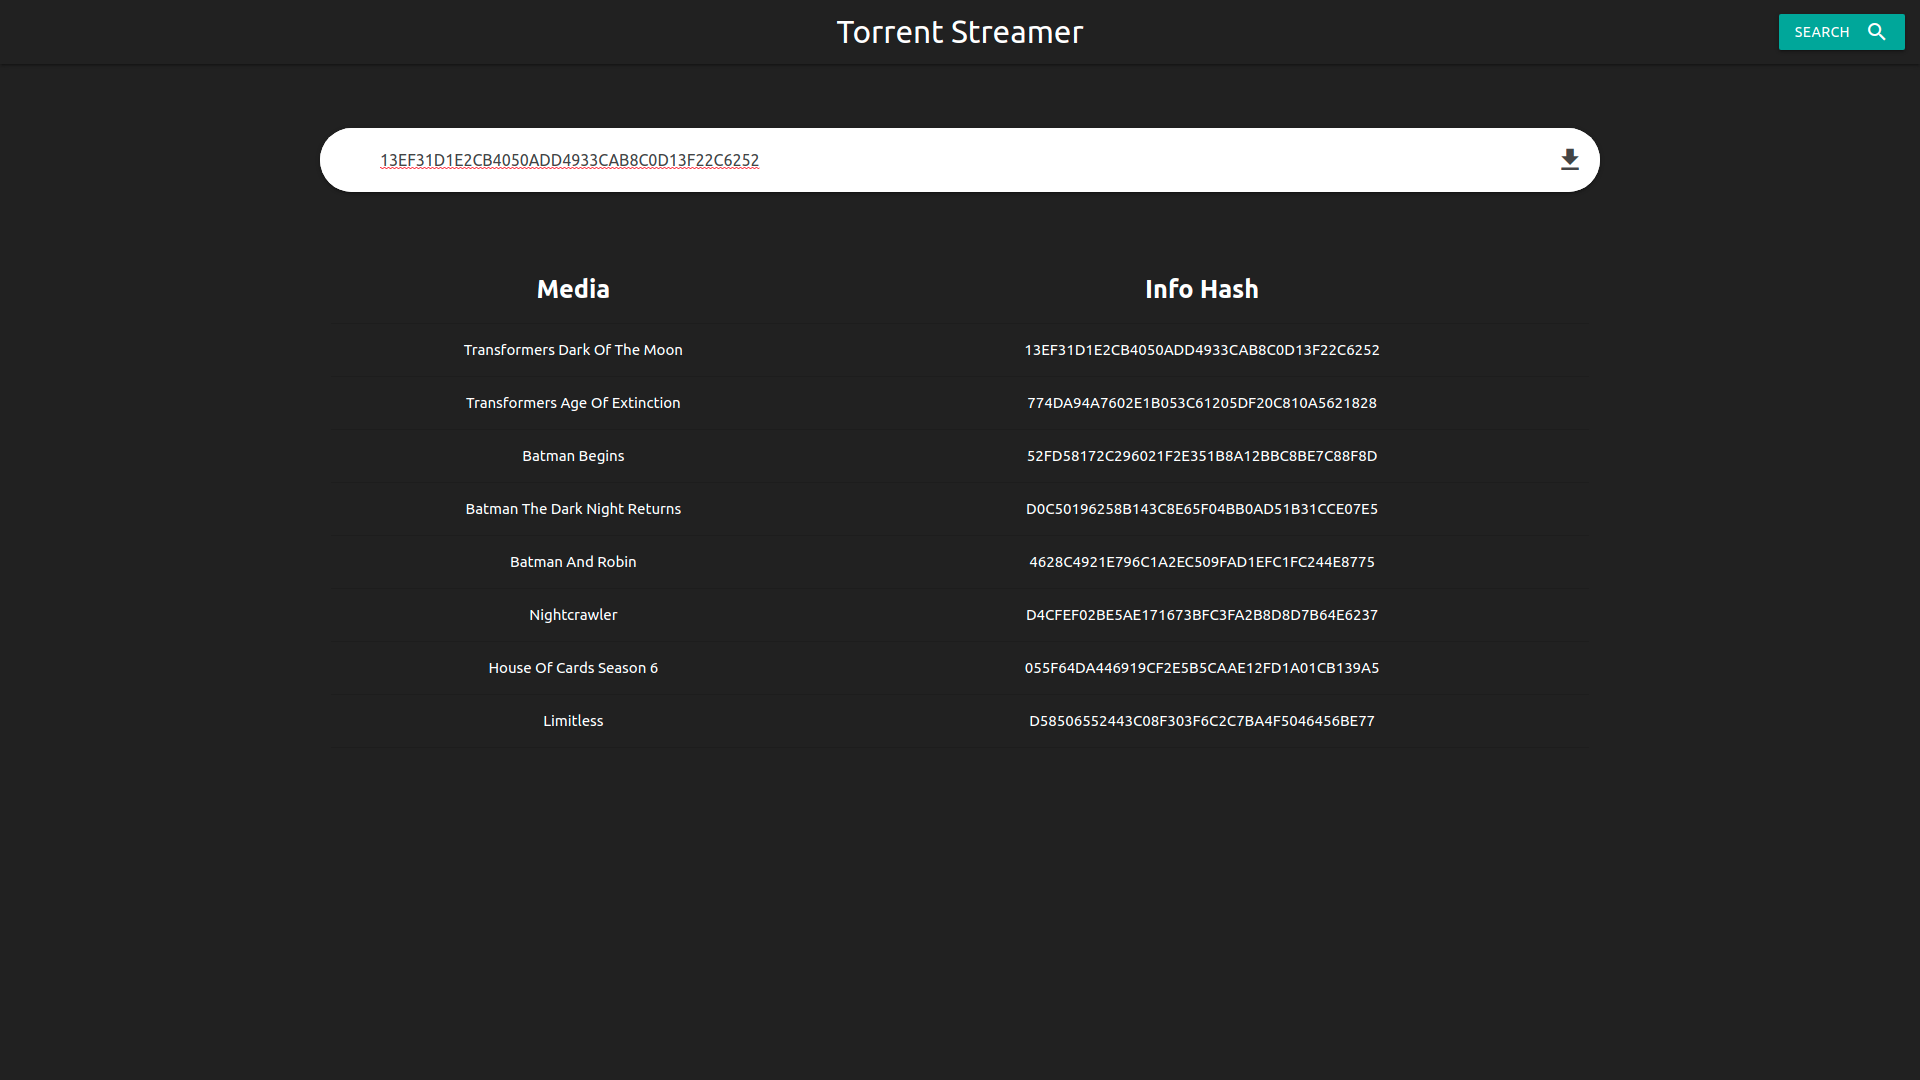 Torrent Streamer
SEARCH
13EF31D1E2CB4050ADD4933CAB8C0D13F22C6252
Media Info Hash
Transformers Dark Of The Moon 13EF31D1E2CB4050ADD4933CAB8C0D13F22C6252
Transformers Age Of Extinction 774DA94A7602E1B053C61205DF20C810A5621828
Batman Begins 52FD58172C296021F2E351B8A12BBC8BE7C88F8D
Batman The Dark Night Returns D0C50196258B143C8E65F04BB0AD51B31CCE07E5
Batman And Robin 4628C4921E796C1A2EC509FAD1EFC1FC244E8775
Nightcrawler D4CFEF02BE5AE171673BFC3FA2B8D8D7B64E6237
House Of Cards Season 6 055F64DA446919CF2E5B5CAAE12FD1A01CB139A5
Limitless D58506552443C08F303F6C2C7BA4F5046456BE77